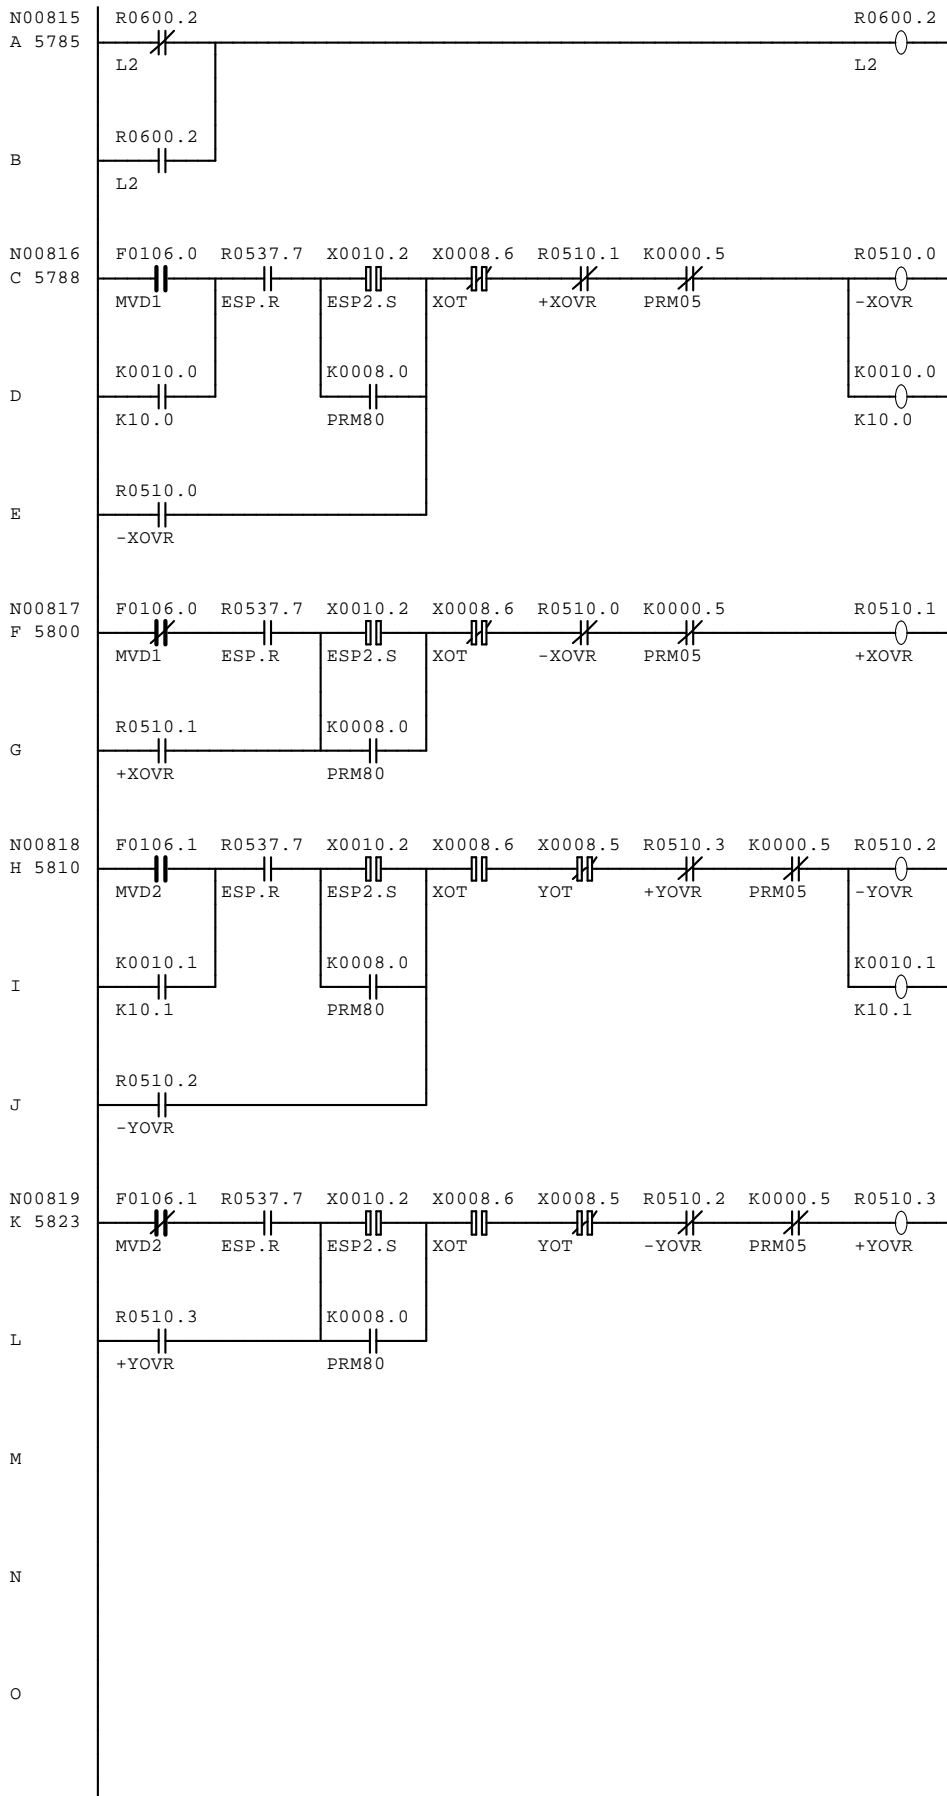 N00815 R0600.2 R0600.2
A 5785
L2 L2
R0600.2
B
L2
N00816 F0106.0 R0537.7 X0010.2 X0008.6 R0510.1 K0000.5 R0510.0
C 5788
MVD1 ESP.R ESP2.S XOT +XOVR PRM05 -XOVR
K0010.0 K0008.0 K0010.0
D
K10.0 PRM80 K10.0
R0510.0
E
-XOVR
N00817 F0106.0 R0537.7 X0010.2 X0008.6 R0510.0 K0000.5 R0510.1
F 5800
MVD1 ESP.R ESP2.S XOT -XOVR PRM05 +XOVR
R0510.1 K0008.0
G
+XOVR PRM80
N00818 F0106.1 R0537.7 X0010.2 X0008.6 X0008.5 R0510.3 K0000.5 R0510.2
H 5810
MVD2 ESP.R ESP2.S XOT YOT +YOVR PRM05 -YOVR
K0010.1 K0008.0 K0010.1
I
K10.1 PRM80 K10.1
R0510.2
J
-YOVR
N00819 F0106.1 R0537.7 X0010.2 X0008.6 X0008.5 R0510.2 K0000.5 R0510.3
K 5823
MVD2 ESP.R ESP2.S XOT YOT -YOVR PRM05 +YOVR
R0510.3 K0008.0
L
+YOVR PRM80
M
N
O